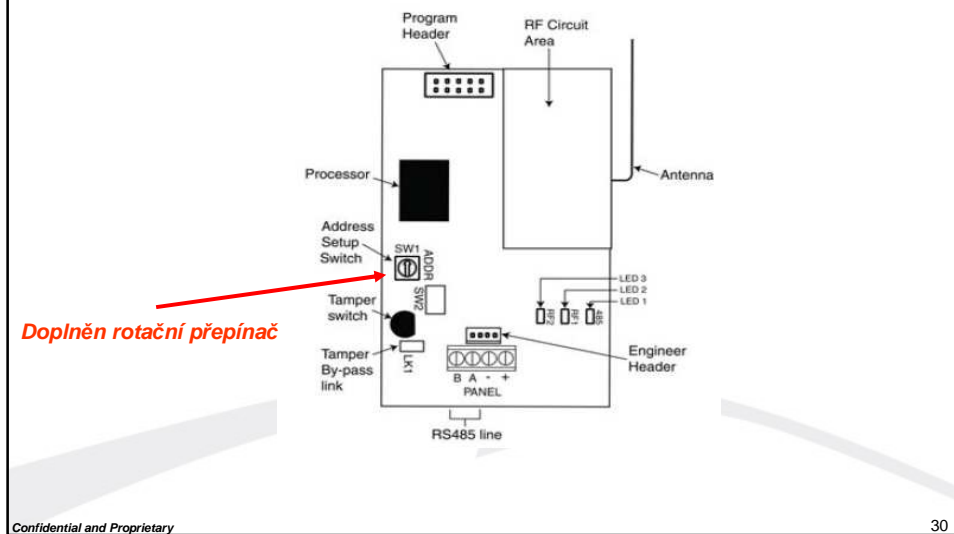 Program
Header
RF Circuit
Area
Processor
Antenna
Address
Setup
Switch
SW1
ADDR
SW2
LED 3
LED 2
LED 1
RF2
RF1
485
Doplněn rotační přepínač
Tamper
switch
Tamper
By-pass
link
LK1
Engineer
Header
B A - +
PANEL
RS485 line
Confidential and Proprietary
30